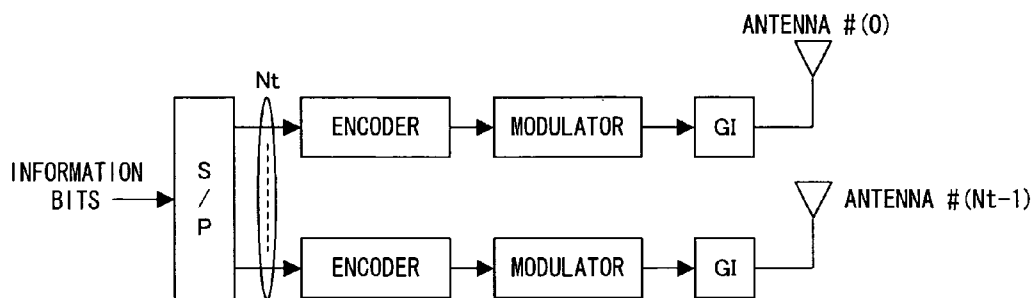 ANTENNA #(0)
Nt
ENCODER
MODULATOR
GI
INFORMATION
BITS
S
/
P
ANTENNA #(Nt-1)
ENCODER
MODULATOR
GI